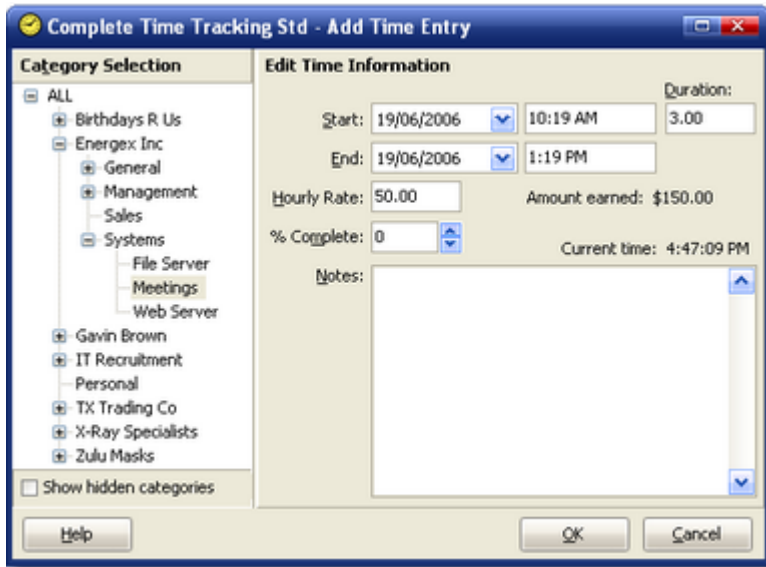 Complete Time Tracking Std - Add Time Entry
Category Selection
ALL
Birthdays R Us
Energex Inc
General
Management
Sales
Systems
File Server
Meetings
Web Server
Gavin Brown
IT Recruitment
Personal
TX Trading Co
X-Ray Specialists
Zulu Masks
Show hidden categories
Edit Time Information
Duration:
Start: 19/06/2006 10:19 AM 3.00
End: 19/06/2006 1:19 PM
Hourly Rate: 50.00 Amount earned: $150.00
% Complete: 0
Current time: 4:47:09 PM
Notes:
Help OK Cancel